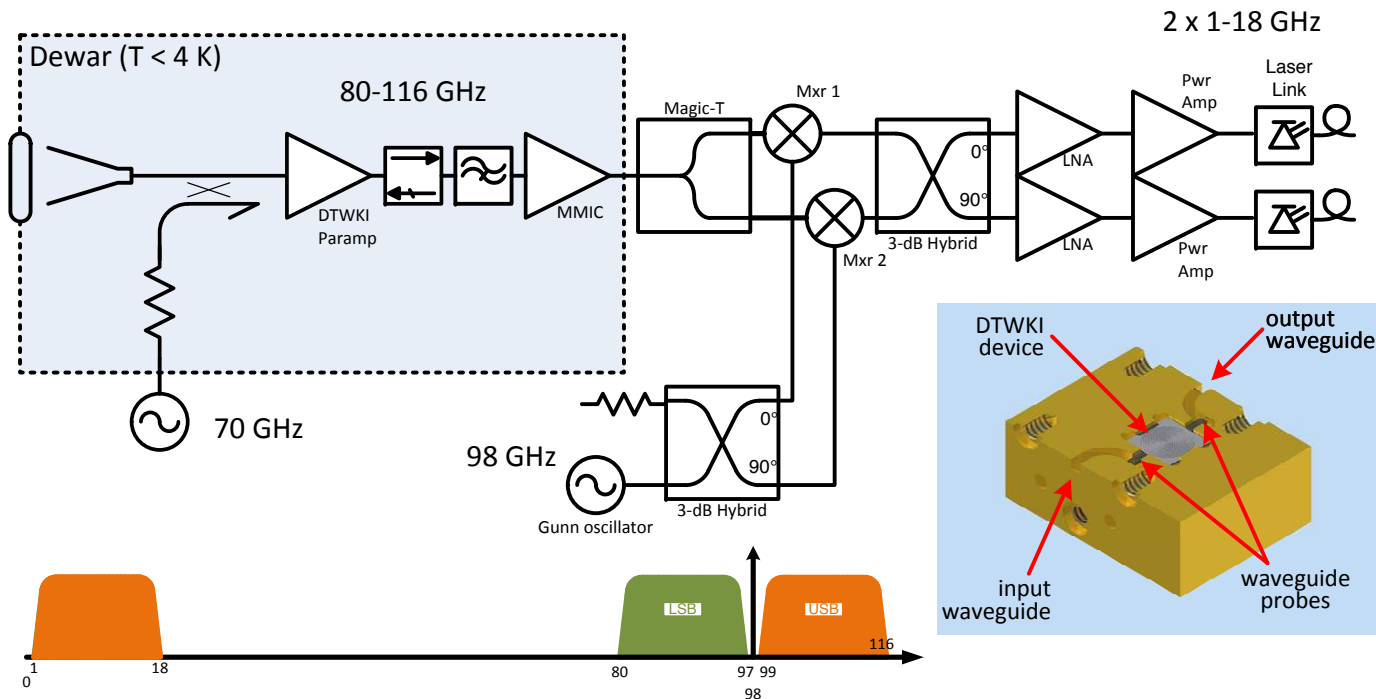 2 x 1-18 GHz
Dewar (T < 4 K)
80-116 GHz
Magic-T
Mxr 1
Pwr
Amp
Laser
Link
0°
LNA
DTWKI
Paramp
MMIC
90°
3-dB Hybrid
Mxr 2
LNA
Pwr
Amp
DTWKI
device
output
waveguide
70 GHz
98 GHz
0°
90°
Gunn oscillator
3-dB Hybrid
input
waveguide
waveguide
probes
LSB
USB
116
1
0
18
80
97
99
98